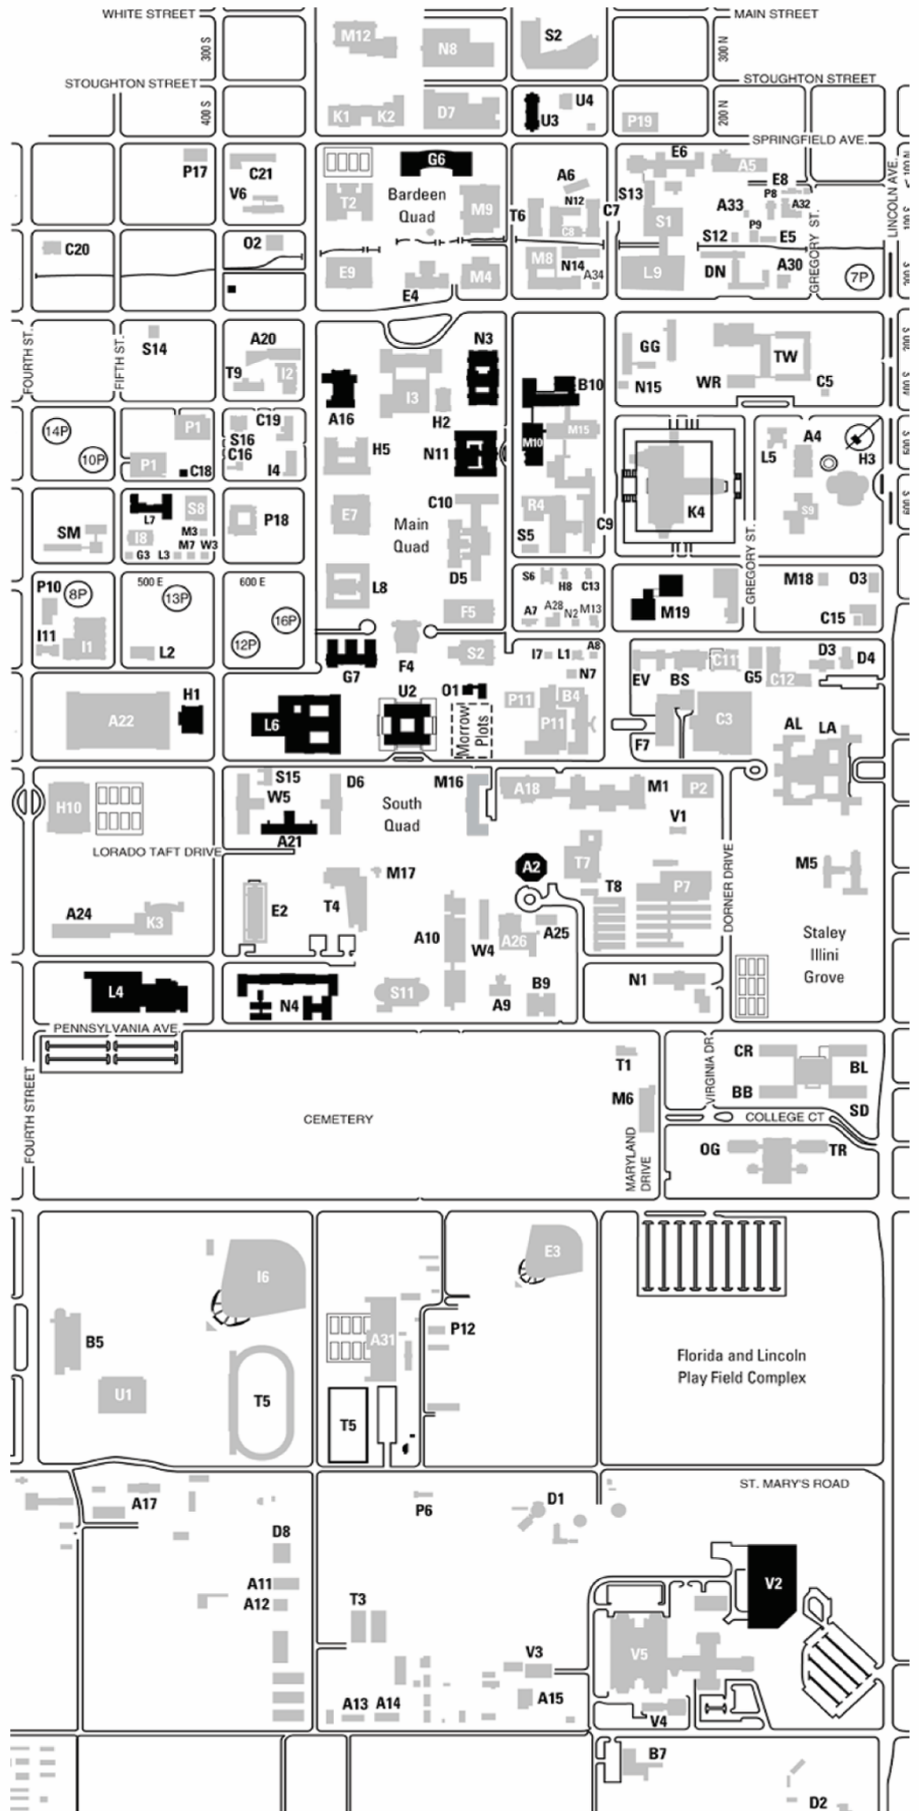 WHITE STREET
MAIN STREET
M12
N8
S2
300 S
300 N
STOUGHTON STREET
STOUGHTON STREET
400 S
K1
K2
D7
U3
U4
P19
200 N
SPRINGFIELD AVE.
P17
C21
V6
G6
T2
Bardeen
Quad
M9
A6
N12
T6
C8
C7
E6
S13
S1
A5
E8
P8
A33
A32
P9
S12
E5
LINCOLN AVE.
100 N
C20
O2
E9
E4
M4
M8
N14
A34
L9
DN
A30
GREGORY ST.
7P
FOURTH ST.
FIFTH ST.
S14
A20
T9
I2
A16
I3
H2
N3
B10
GG
N15
WR
TW
C5
14P
10P
P1
P1
C18
S16
C16
C19
I4
H5
N11
M10
M15
K4
L5
A4
H3
S9
SM
L7
S8
I8
M3
G3
L3
M7
W3
P18
E7
Main
Quad
C10
D5
R4
S5
C9
GREGORY ST.
P10
8P
I11
I1
500 E
13P
L2
600 E
16P
12P
L8
F5
S6
H8
C13
A7
A28
N2
M13
M19
M18
O3
C15
G7
F4
S2
I7
L1
A8
N7
EV
BS
C11
G5
C12
D3
D4
A22
H1
L6
U2
O1
Morrow
Plots
P11
P11
B4
F7
C3
AL
LA
H10
S15
W5
A21
D6
South
Quad
M16
A18
M1
P2
V1
LORADO TAFT DRIVE
M17
A2
T7
T8
P7
DORNER DRIVE
M5
A24
K3
E2
T4
A10
W4
A26
A25
Staley
Illini
Grove
L4
N4
S11
A9
B9
N1
PENNSYLVANIA AVE.
FOURTH STREET
CEMETERY
T1
M6
MARYLAND
DRIVE
VIRGINIA DR.
CR
BL
BB
SD
COLLEGE CT
OG
TR
I6
E3
B5
U1
T5
A31
T5
P12
Florida and Lincoln
Play Field Complex
ST. MARY'S ROAD
A17
P6
D1
D8
A11
A12
T3
V2
V5
V3
A15
A13
A14
V4
B7
D2